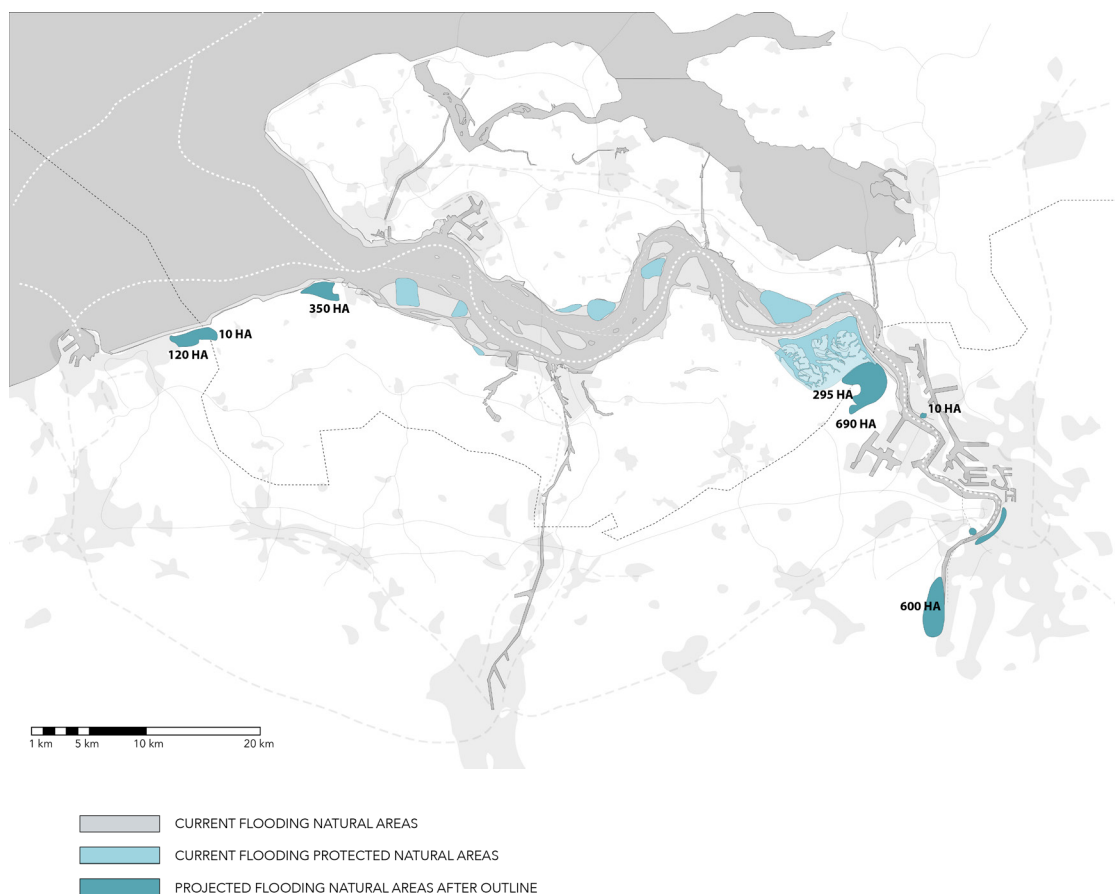 350 HA
10 HA
120 HA
295 HA
10 HA
690 HA
600 HA
1 km 5 km 10 km 20 km
CURRENT FLOODING NATURAL AREAS
CURRENT FLOODING PROTECTED NATURAL AREAS
PROJECTED FLOODING NATURAL AREAS AFTER OUTLINE